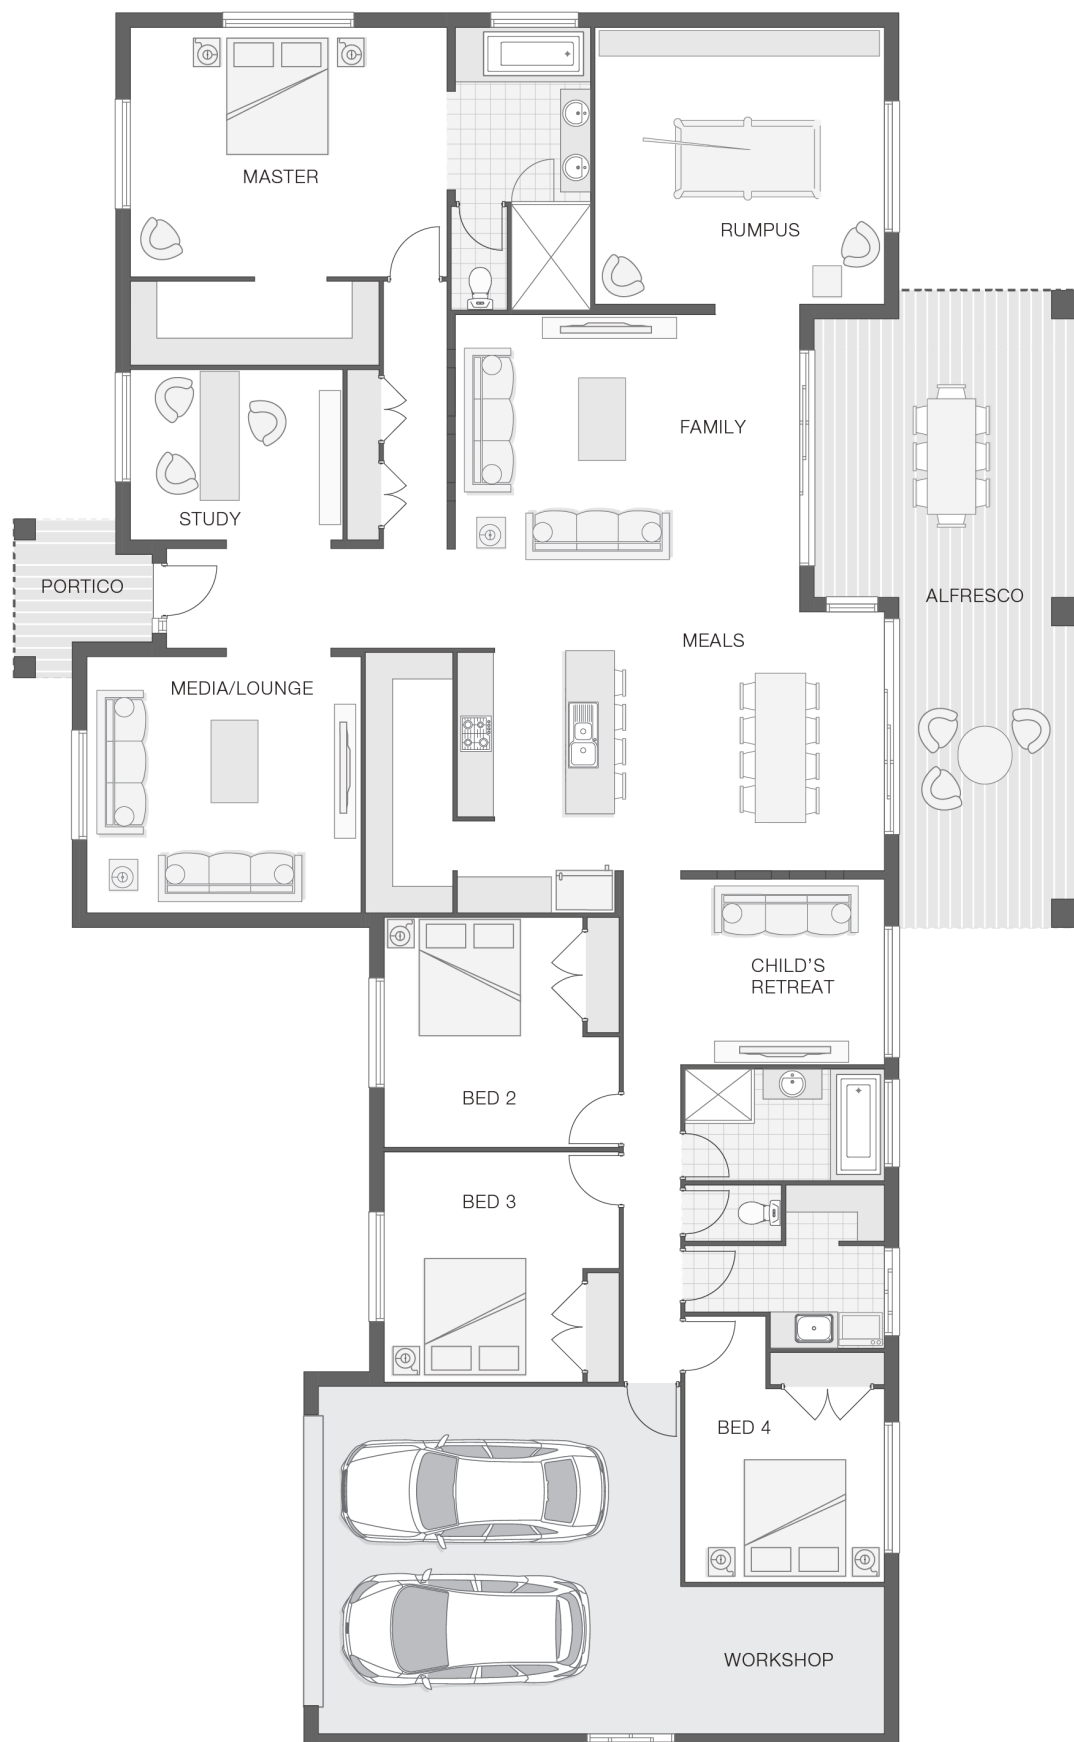 MASTER
RUMPUS
FAMILY
STUDY
PORTICO
ALFRESCO
MEALS
MEDIA/LOUNGE
CHILD'S
RETREAT
BED 2
BED 3
BED 4
WORKSHOP